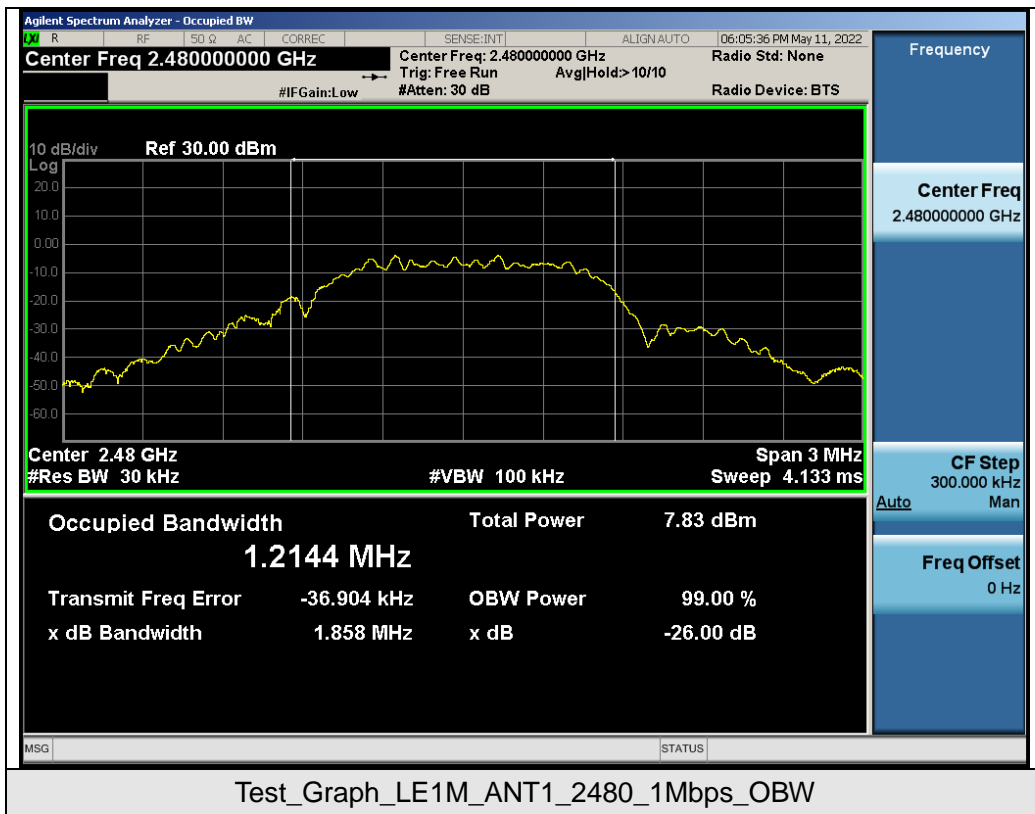 Agilent Spectrum Analyzer - Occupied BW
LXI R RF 50 Ω AC CORREC SENSE:INT ALIGN AUTO 06:05:36 PM May 11, 2022
Center Freq 2.480000000 GHz
Center Freq: 2.480000000 GHz
Radio Std: None
Trig: Free Run Avg|Hold:>10/10
#IFGain:Low #Atten: 30 dB Radio Device: BTS
Frequency
10 dB/div Ref 30.00 dBm
Log
20.0
10.0
0.00
-10.0
-20.0
-30.0
-40.0
-50.0
-60.0
Center 2.48 GHz Span 3 MHz
#Res BW 30 kHz #VBW 100 kHz Sweep 4.133 ms
Center Freq
2.480000000 GHz
CF Step
300.000 kHz
Auto Man
Freq Offset
0 Hz
Occupied Bandwidth Total Power 7.83 dBm
1.2144 MHz
Transmit Freq Error -36.904 kHz OBW Power 99.00 %
x dB Bandwidth 1.858 MHz x dB -26.00 dB
MSG STATUS
Test_Graph_LE1M_ANT1_2480_1Mbps_OBW